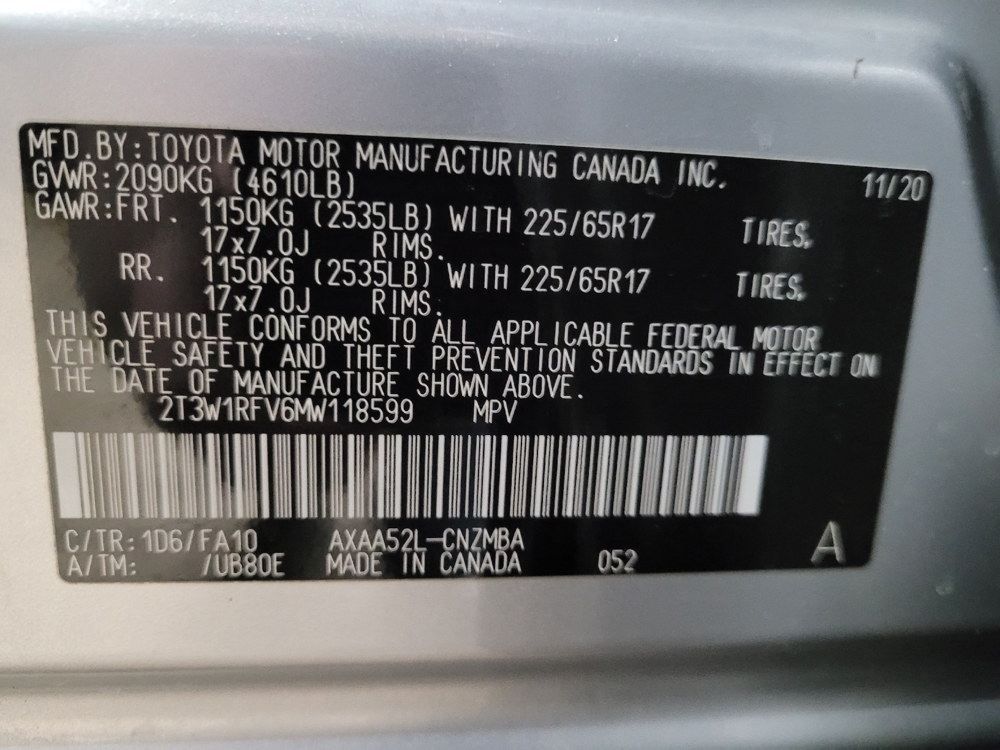 MFD.BY:TOYOTA MOTOR MANUFACTURING CANADA INC. 11/20
GVWR:2090KG (4610LB)
GAWR:FRT. 1150KG (2535LB) WITH 225/65R17 TIRES,
17x7.0J RIMS.
RR. 1150KG (2535LB) WITH 225/65R17 TIRES,
17x7.0J RIMS.
THIS VEHICLE CONFORMS TO ALL APPLICABLE FEDERAL MOTOR
VEHICLE SAFETY AND THEFT PREVENTION STANDARDS IN EFFECT ON
THE DATE OF MANUFACTURE SHOWN ABOVE.
2T3W1RFV6MW118599 MPV
C/TR:1D6/FA10 AXAA52L-CNZMBA A
A/TM: /UB80E MADE IN CANADA 052